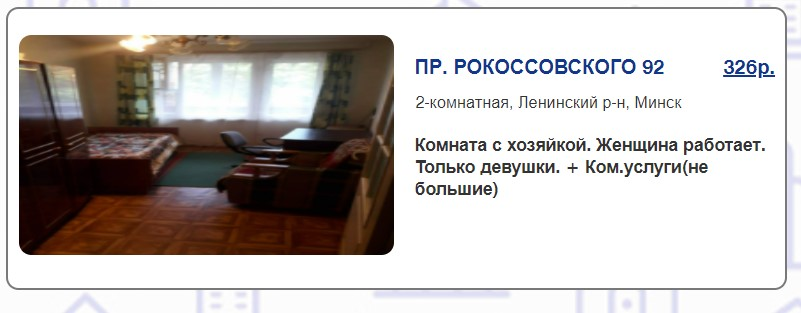 ПР. РОКОССОВСКОГО 92 326р.
2-комнатная, Ленинский р-н, Минск
Комната с хозяйкой. Женщина работает.
Только девушки. + Ком.услуги(не
большие)